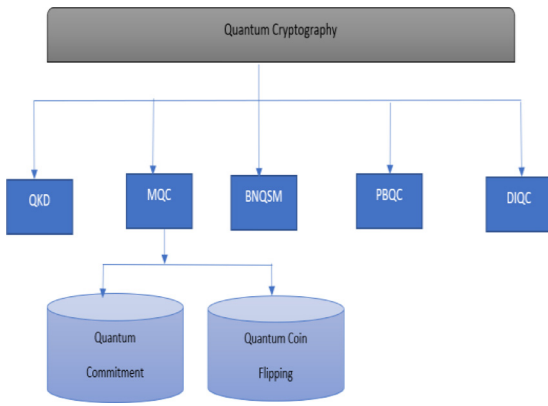 Quantum Cryptography
QKD
MQC
BNQSM
PBQC
DIQC
Quantum
Commitment
Quantum Coin
Flipping